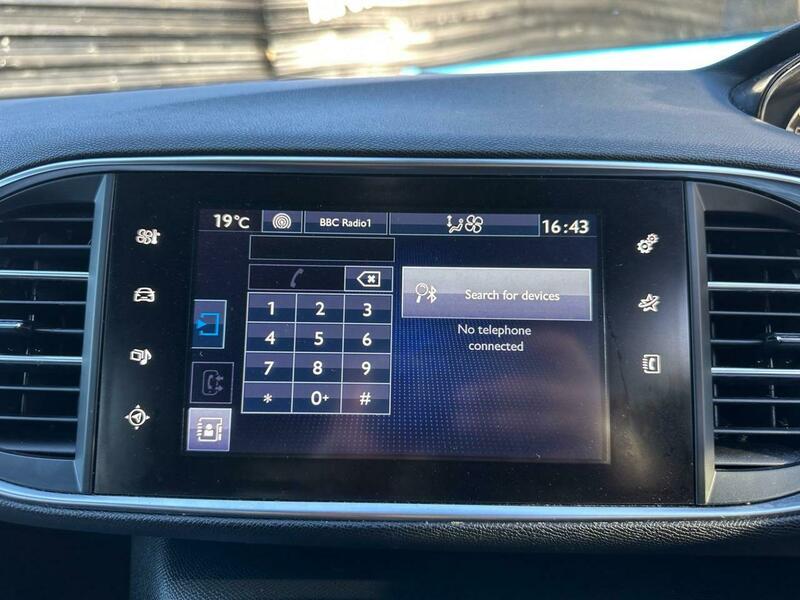 19°C BBC Radio1 16:43
1 2 3
4 5 6
7 8 9
* 0+ #
Search for devices
No telephone
connected